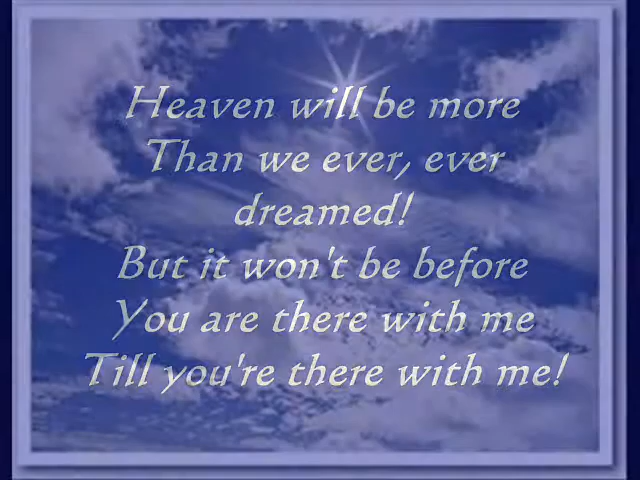 Heaven will be more
Than we ever, ever
dreamed!
But it won't be before
You are there with me
Till you're there with me!